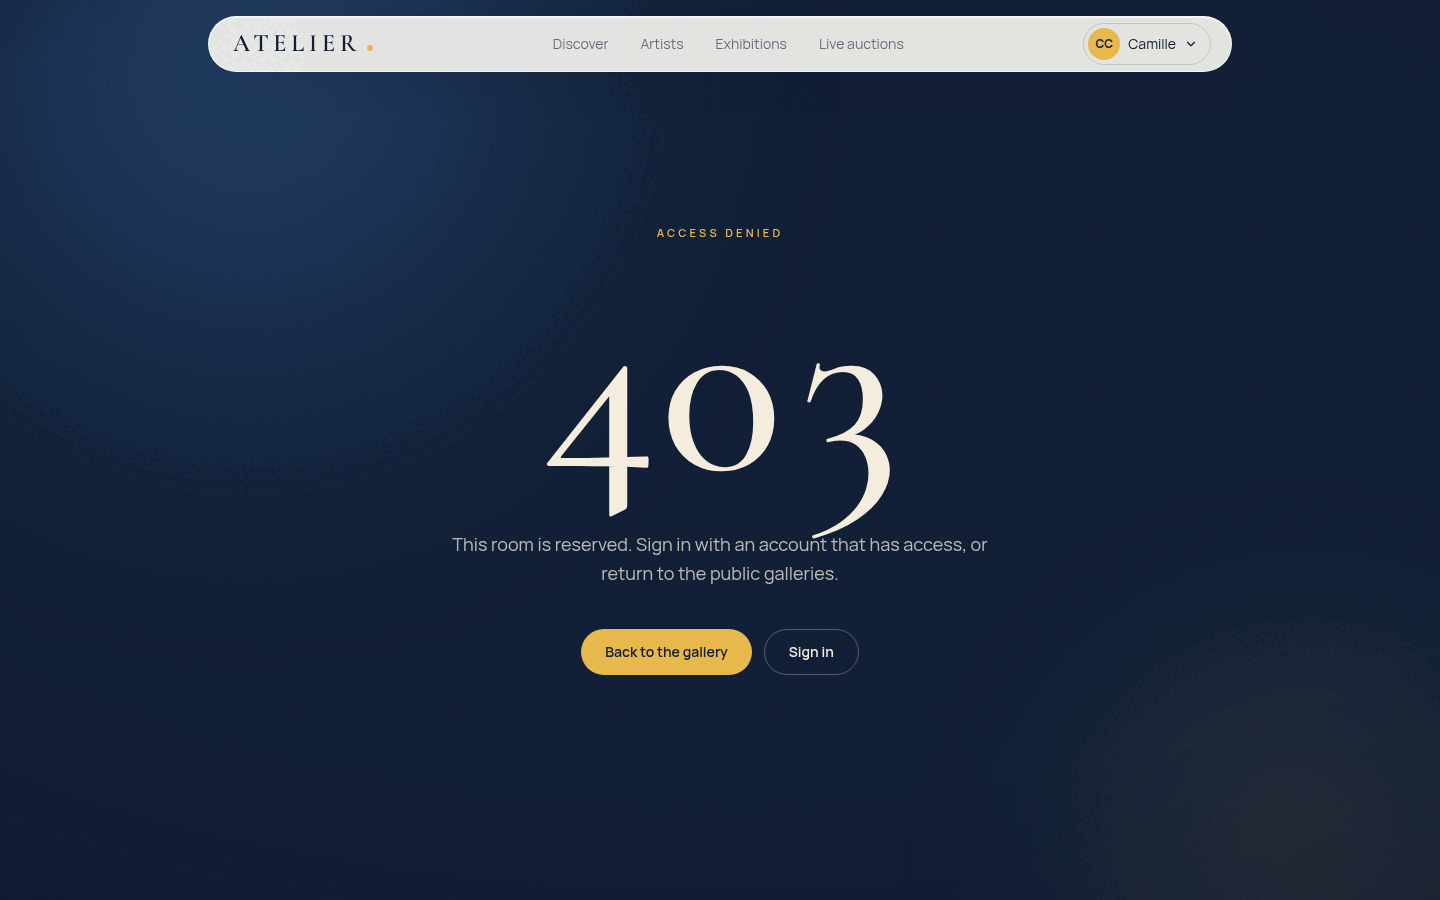 ATELIER
Discover
Artists
Exhibitions
Live auctions
CC
Camille
ACCESS DENIED
403
This room is reserved. Sign in with an account that has access, or
return to the public galleries.
Back to the gallery
Sign in